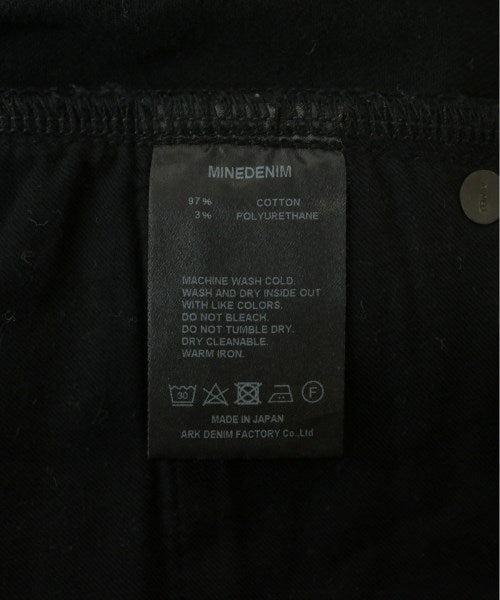 MINEDENIM
97% COTTON
3% POLYURETHANE
MACHINE WASH COLD.
WASH AND DRY INSIDE OUT
WITH LIKE COLORS.
DO NOT BLEACH.
DO NOT TUMBLE DRY.
DRY CLEANABLE.
WARM IRON.
30 F
MADE IN JAPAN
ARK DENIM FACTORY Co.,Ltd